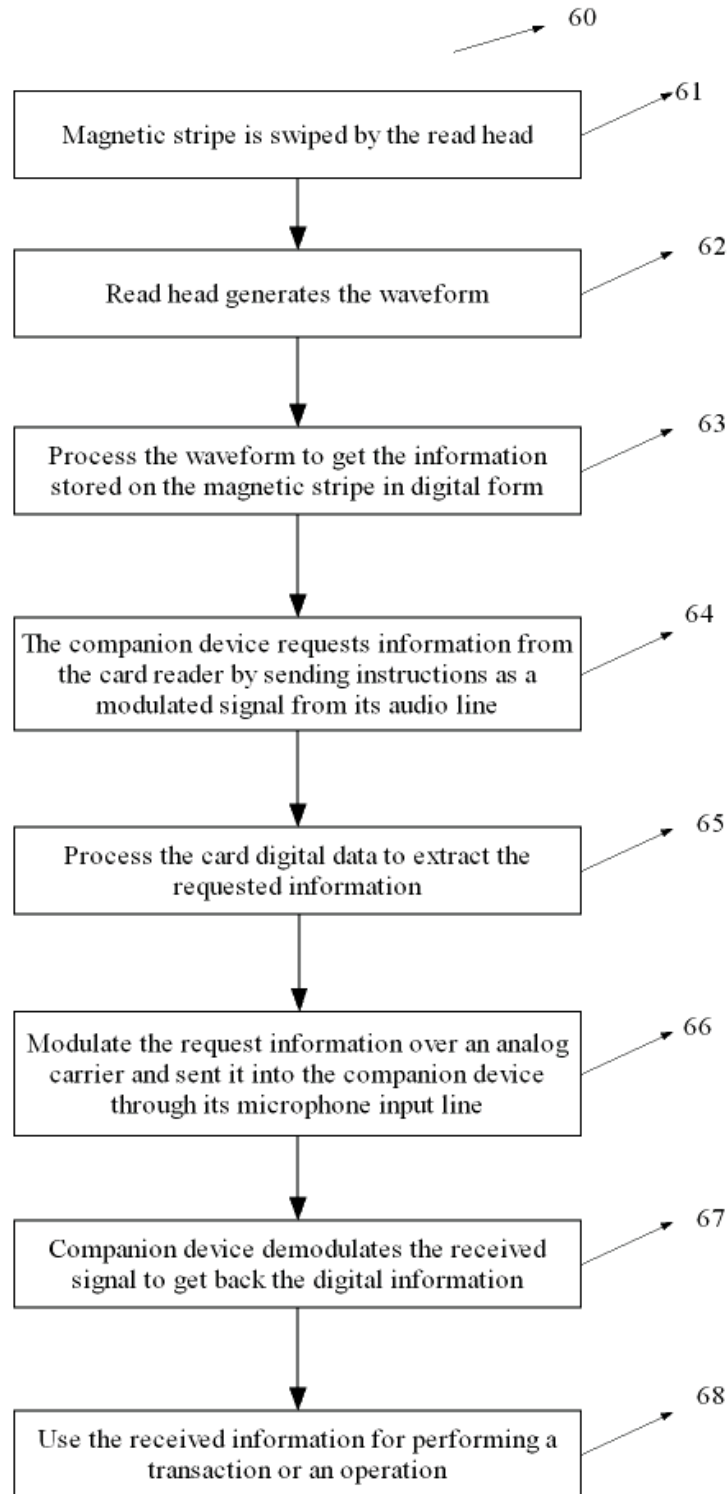 60
61
Magnetic stripe is swiped by the read head
62
Read head generates the waveform
63
Process the waveform to get the information
stored on the magnetic stripe in digital form
64
The companion device requests information from
the card reader by sending instructions as a
modulated signal from its audio line
65
Process the card digital data to extract the
requested information
66
Modulate the request information over an analog
carrier and sent it into the companion device
through its microphone input line
67
Companion device demodulates the received
signal to get back the digital information
68
Use the received information for performing a
transaction or an operation